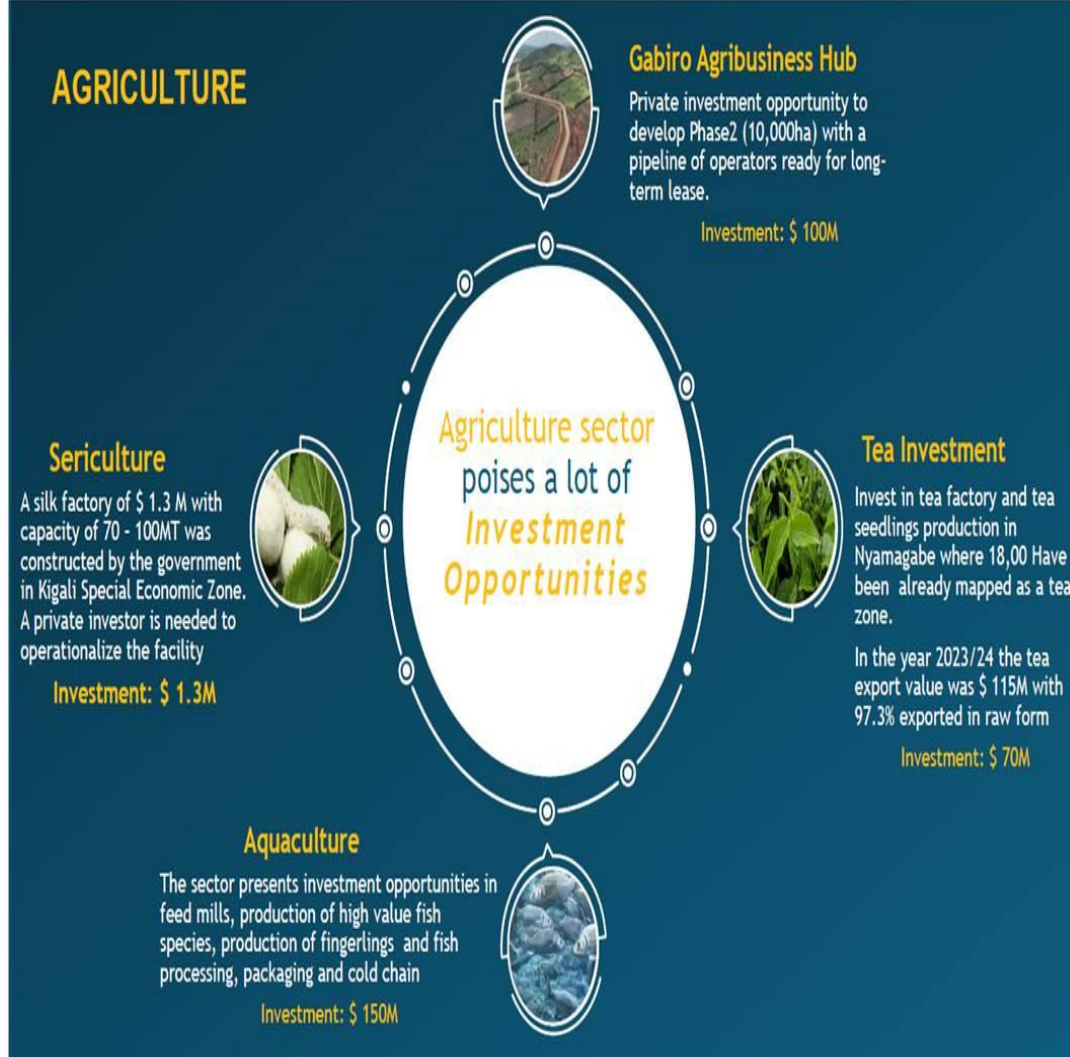 AGRICULTURE
Gabiro Agribusiness Hub
Private investment opportunity to
develop Phase2 (10,000ha) with a
pipeline of operators ready for long-
term lease.
Investment: $ 100M
Agriculture sector
poises a lot of
Investment
Opportunities
Sericulture
A silk factory of $ 1.3 M with
capacity of 70 - 100MT was
constructed by the government
in Kigali Special Economic Zone.
A private investor is needed to
operationalize the facility
Investment: $ 1.3M
Tea Investment
Invest in tea factory and tea
seedlings production in
Nyamagabe where 18,00 Have
been already mapped as a tea
zone.
In the year 2023/24 the tea
export value was $ 115M with
97.3% exported in raw form
Investment: $ 70M
Aquaculture
The sector presents investment opportunities in
feed mills, production of high value fish
species, production of fingerlings and fish
processing, packaging and cold chain
Investment: $ 150M